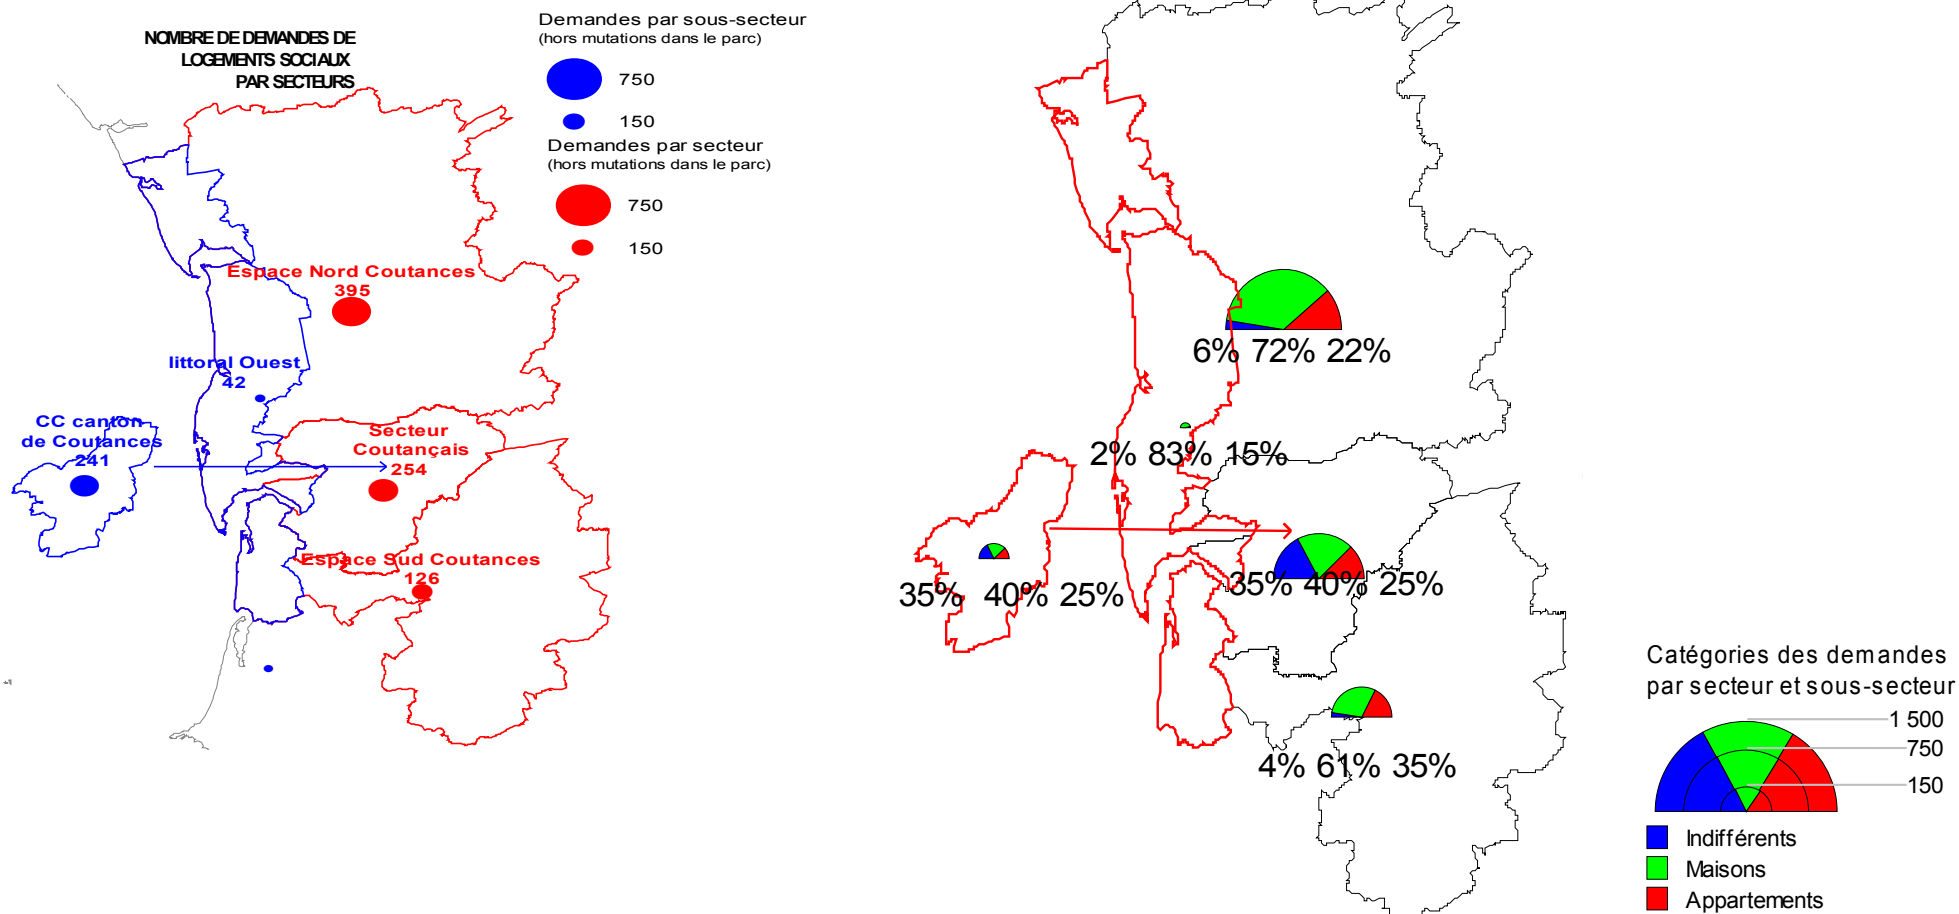 NOMBRE DE DEMANDES DE
LOGEMENTS SOCIAUX
PAR SECTEURS
Demandes par sous-secteur
(hors mutations dans le parc)
750
150
Demandes par secteur
(hors mutations dans le parc)
750
150
Espace Nord Coutances
395
littoral Ouest
42
CC canton
de Coutances
241
Secteur
Coutançais
254
Espace Sud Coutances
126
6% 72% 22%
2% 83% 15%
35% 40% 25%
35% 40% 25%
4% 61% 35%
Catégories des demandes
par secteur et sous-secteur
1 500
750
150
Indifférents
Maisons
Appartements